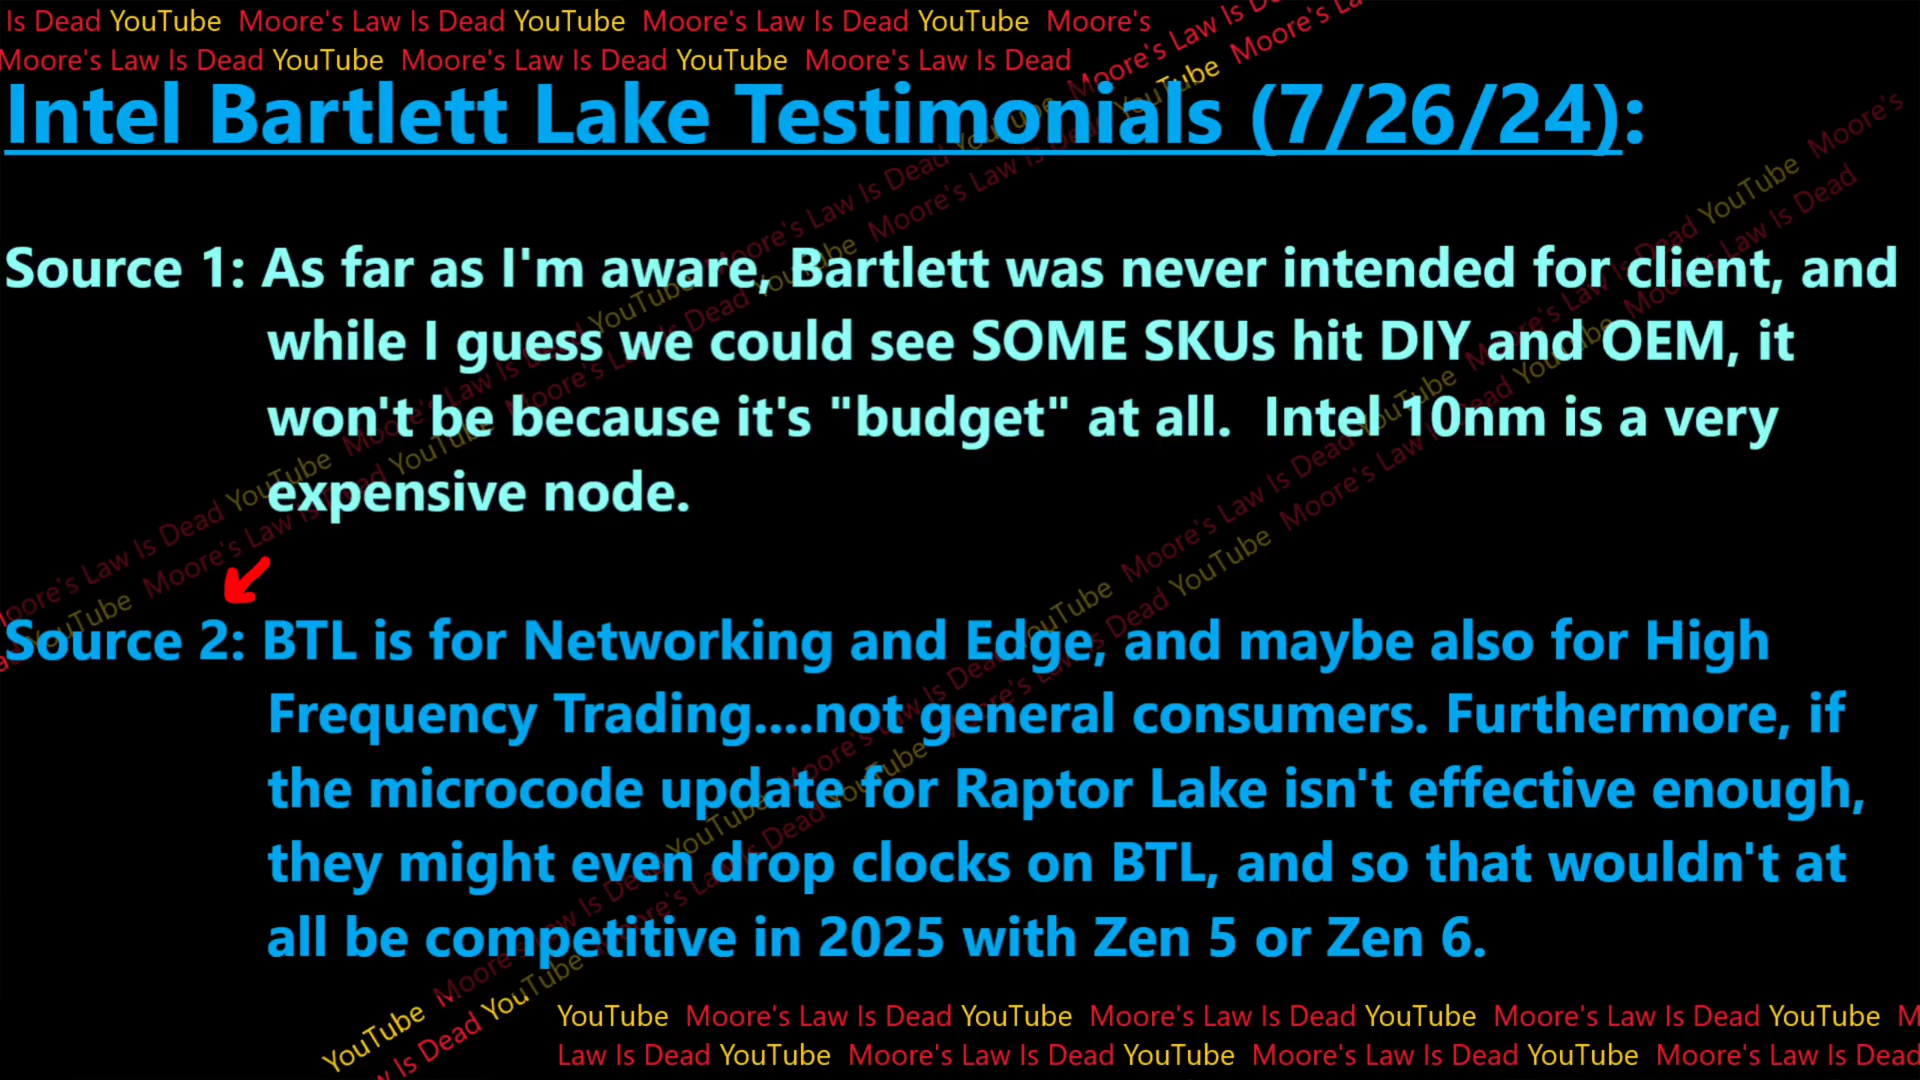 Is Dead YouTube Moore's Law Is Dead YouTube Moore's Law Is Dead YouTube Moore's
Moore's Law Is Dead YouTube Moore's Law Is Dead YouTube Moore's Law Is Dead
Intel Bartlett Lake Testimonials (7/26/24):
Source 1: As far as I'm aware, Bartlett was never intended for client, and
while I guess we could see SOME SKUs hit DIY and OEM, it
won't be because it's "budget" at all. Intel 10nm is a very
expensive node.
Source 2: BTL is for Networking and Edge, and maybe also for High
Frequency Trading....not general consumers. Furthermore, if
the microcode update for Raptor Lake isn't effective enough,
they might even drop clocks on BTL, and so that wouldn't at
all be competitive in 2025 with Zen 5 or Zen 6.
YouTube Moore's Law Is Dead YouTube Moore's Law Is Dead YouTube Moore's Law Is Dead YouTube M
Law Is Dead YouTube Moore's Law Is Dead YouTube Moore's Law Is Dead YouTube Moore's Law Is Dead